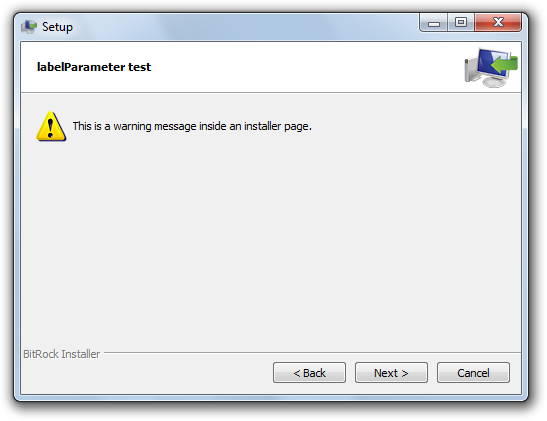 Setup
labelParameter test
This is a warning message inside an installer page.
BitRock Installer
< Back
Next >
Cancel